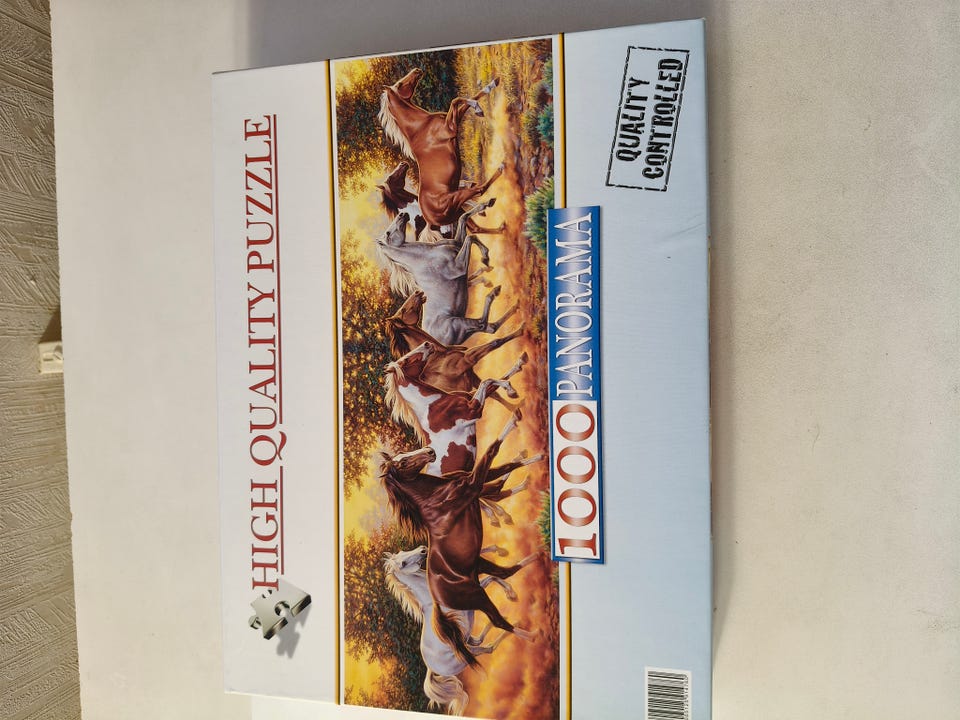 HIGH QUALITY PUZZLE
1000 PANORAMA
QUALITY
CONTROLLED